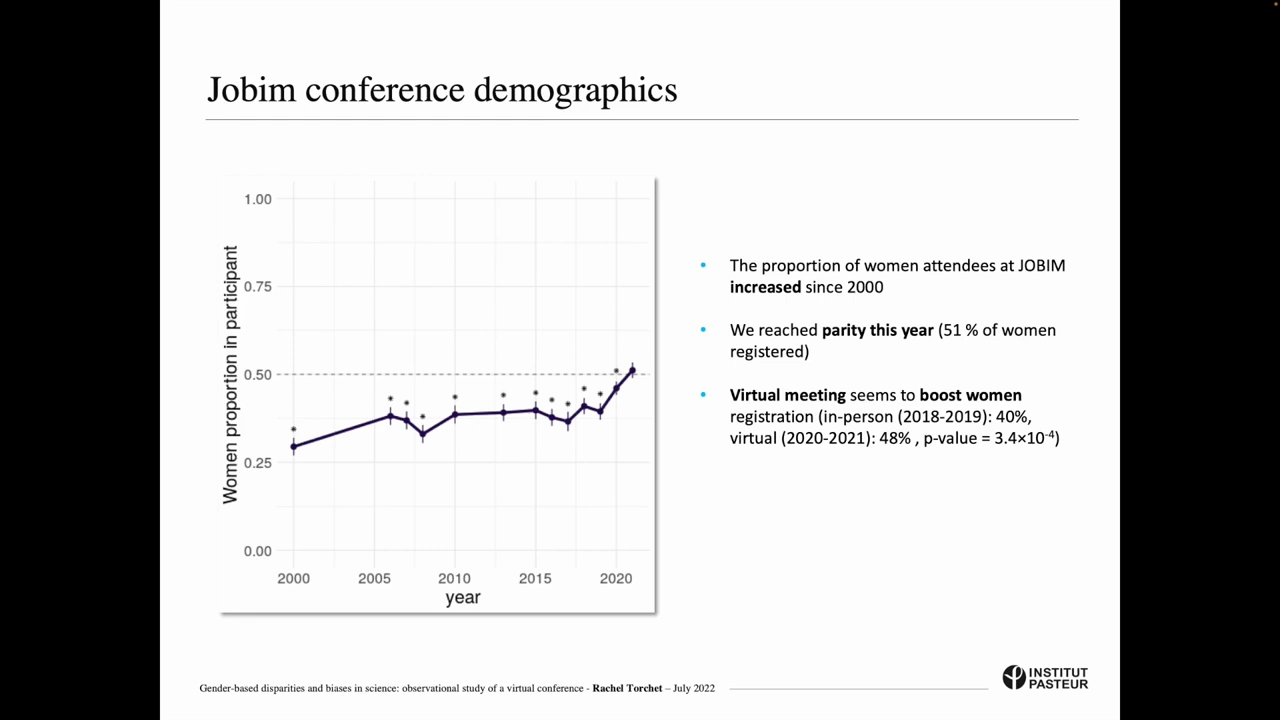 Jobim conference demographics
Women proportion in participant
1.00
0.75
0.50
0.25
0.00
* * * * * * * * * * * *
2000 2005 2010 2015 2020
year
• The proportion of women attendees at JOBIM
increased since 2000
• We reached parity this year (51 % of women
registered)
• Virtual meeting seems to boost women
registration (in-person (2018-2019): 40%,
virtual (2020-2021): 48% , p-value = 3.4×10⁻⁴)
Gender-based disparities and biases in science: observational study of a virtual conference - Rachel Torchet – July 2022
INSTITUT
PASTEUR